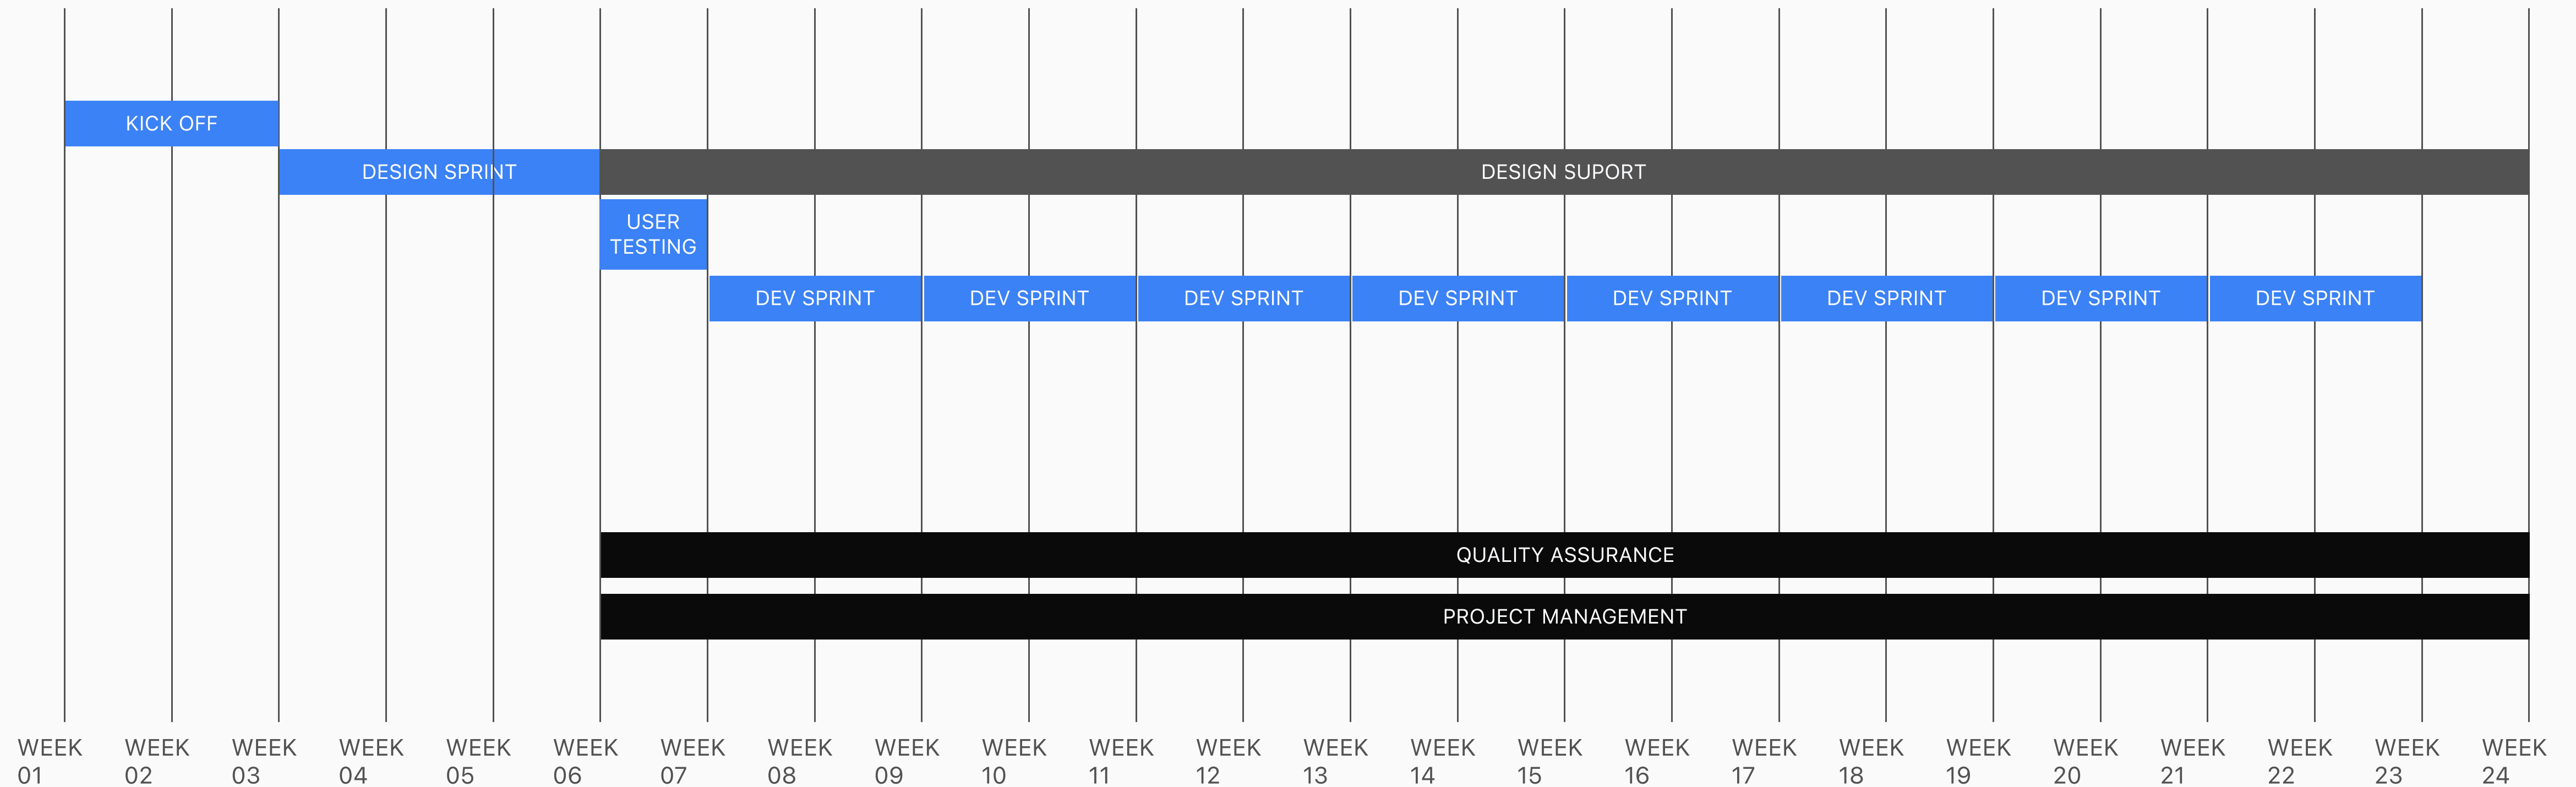 KICK OFF
DESIGN SPRINT
DESIGN SUPORT
USER
TESTING
DEV SPRINT
DEV SPRINT
DEV SPRINT
DEV SPRINT
DEV SPRINT
DEV SPRINT
DEV SPRINT
DEV SPRINT
QUALITY ASSURANCE
PROJECT MANAGEMENT
WEEK
01
WEEK
02
WEEK
03
WEEK
04
WEEK
05
WEEK
06
WEEK
07
WEEK
08
WEEK
09
WEEK
10
WEEK
11
WEEK
12
WEEK
13
WEEK
14
WEEK
15
WEEK
16
WEEK
17
WEEK
18
WEEK
19
WEEK
20
WEEK
21
WEEK
22
WEEK
23
WEEK
24